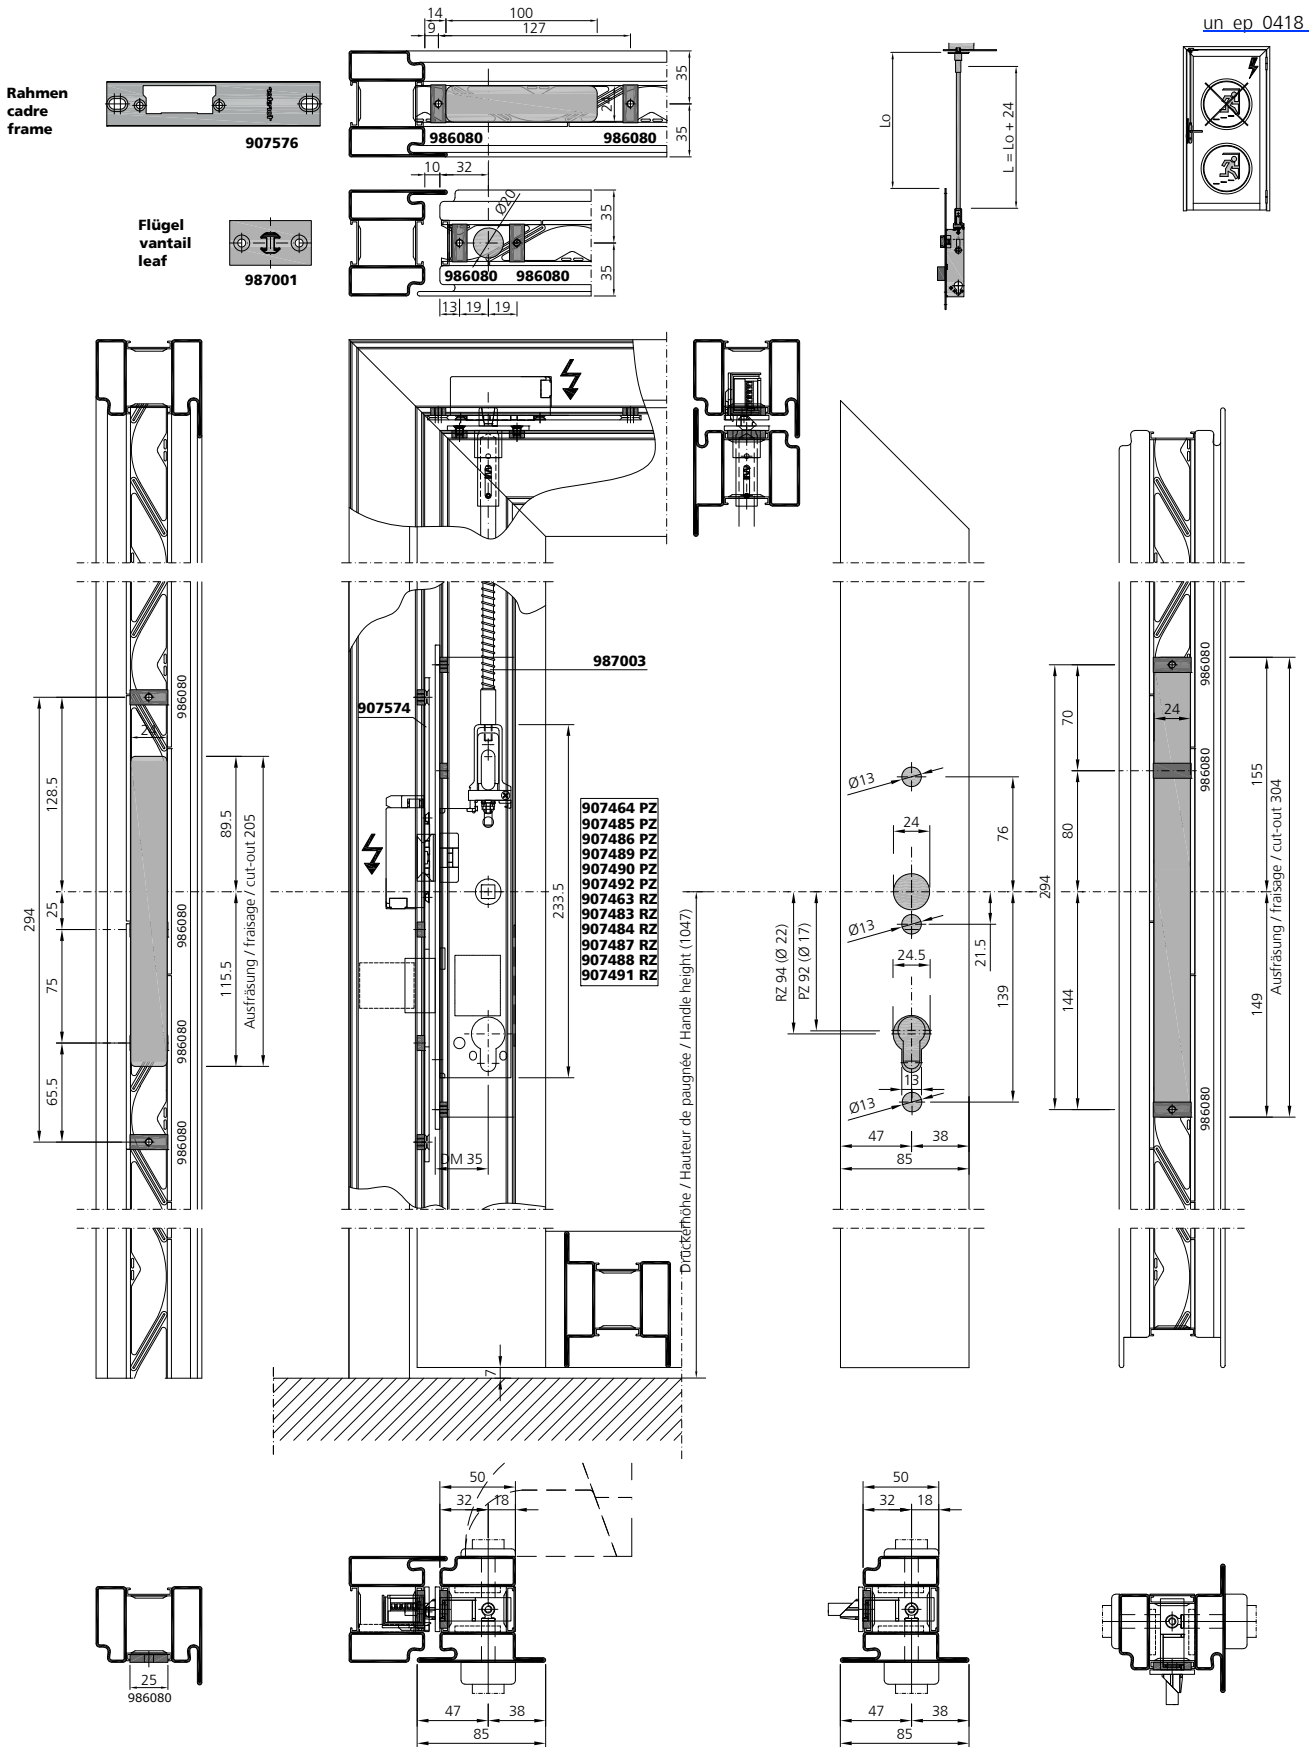 un_ep_0418
14
100
9
127
35
35
Rahmen
cadre
frame
907576
986080
986080
10
32
Ø20
35
35
Flügel
vantail
leaf
987001
986080
986080
13
19
19
Lo
L = Lo + 24
987003
907574
907464 PZ
907485 PZ
907486 PZ
907489 PZ
907490 PZ
907492 PZ
907463 RZ
907483 RZ
907484 RZ
907487 RZ
907488 RZ
907491 RZ
233.5
DM 35
Drückerhöhe / Hauteur de paugnée / Handle height (1047)
7
294
128.5
25
75
65.5
986080
986080
986080
986080
89.5
115.5
Ausfräsung / fraisage / cut-out 205
Ø13
24
76
Ø13
21.5
24.5
RZ 94 (Ø 22)
PZ 92 (Ø 17)
139
13
Ø13
47
38
85
294
70
80
144
24
986080
986080
986080
155
149
Ausfräsung / fraisage / cut-out 304
50
32
18
47
38
85
50
32
18
47
38
85
25
986080